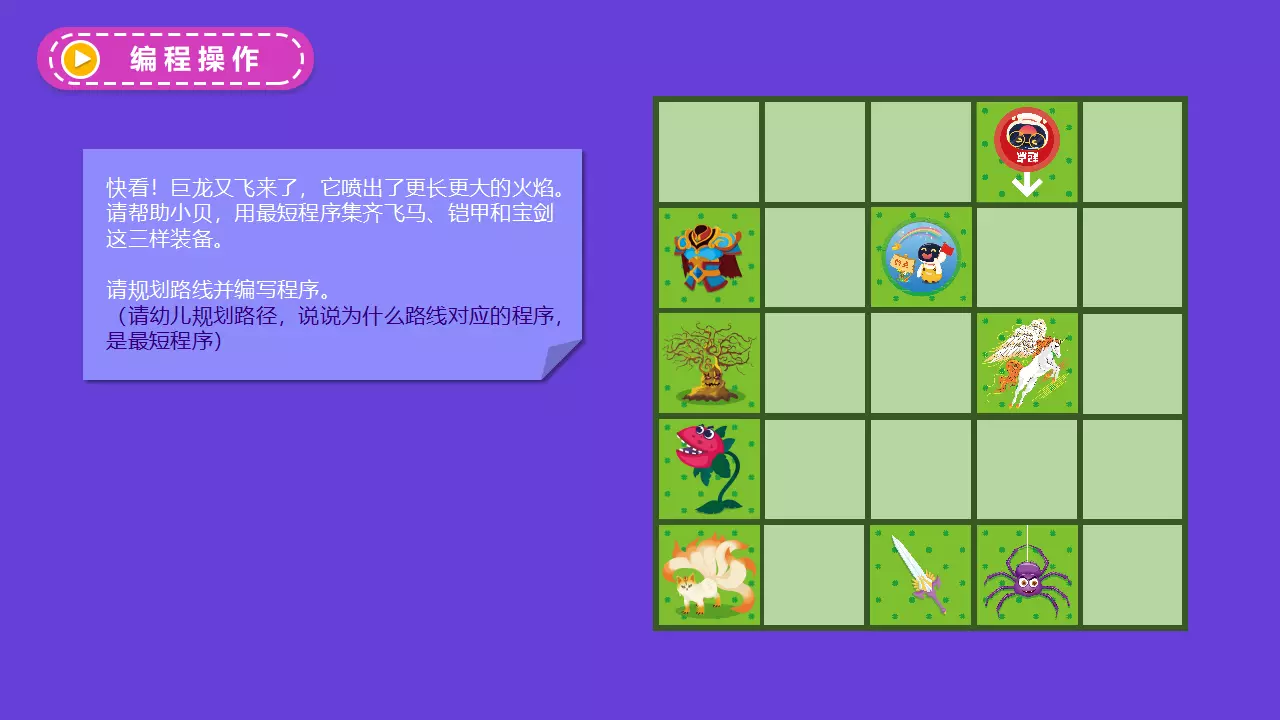 编程操作
快看！巨龙又飞来了，它喷出了更长更大的火焰。
请帮助小贝，用最短程序集齐飞马、铠甲和宝剑
这三样装备。
请规划路线并编写程序。
（请幼儿规划路径，说说为什么路线对应的程序，
是最短程序）
起点
终点